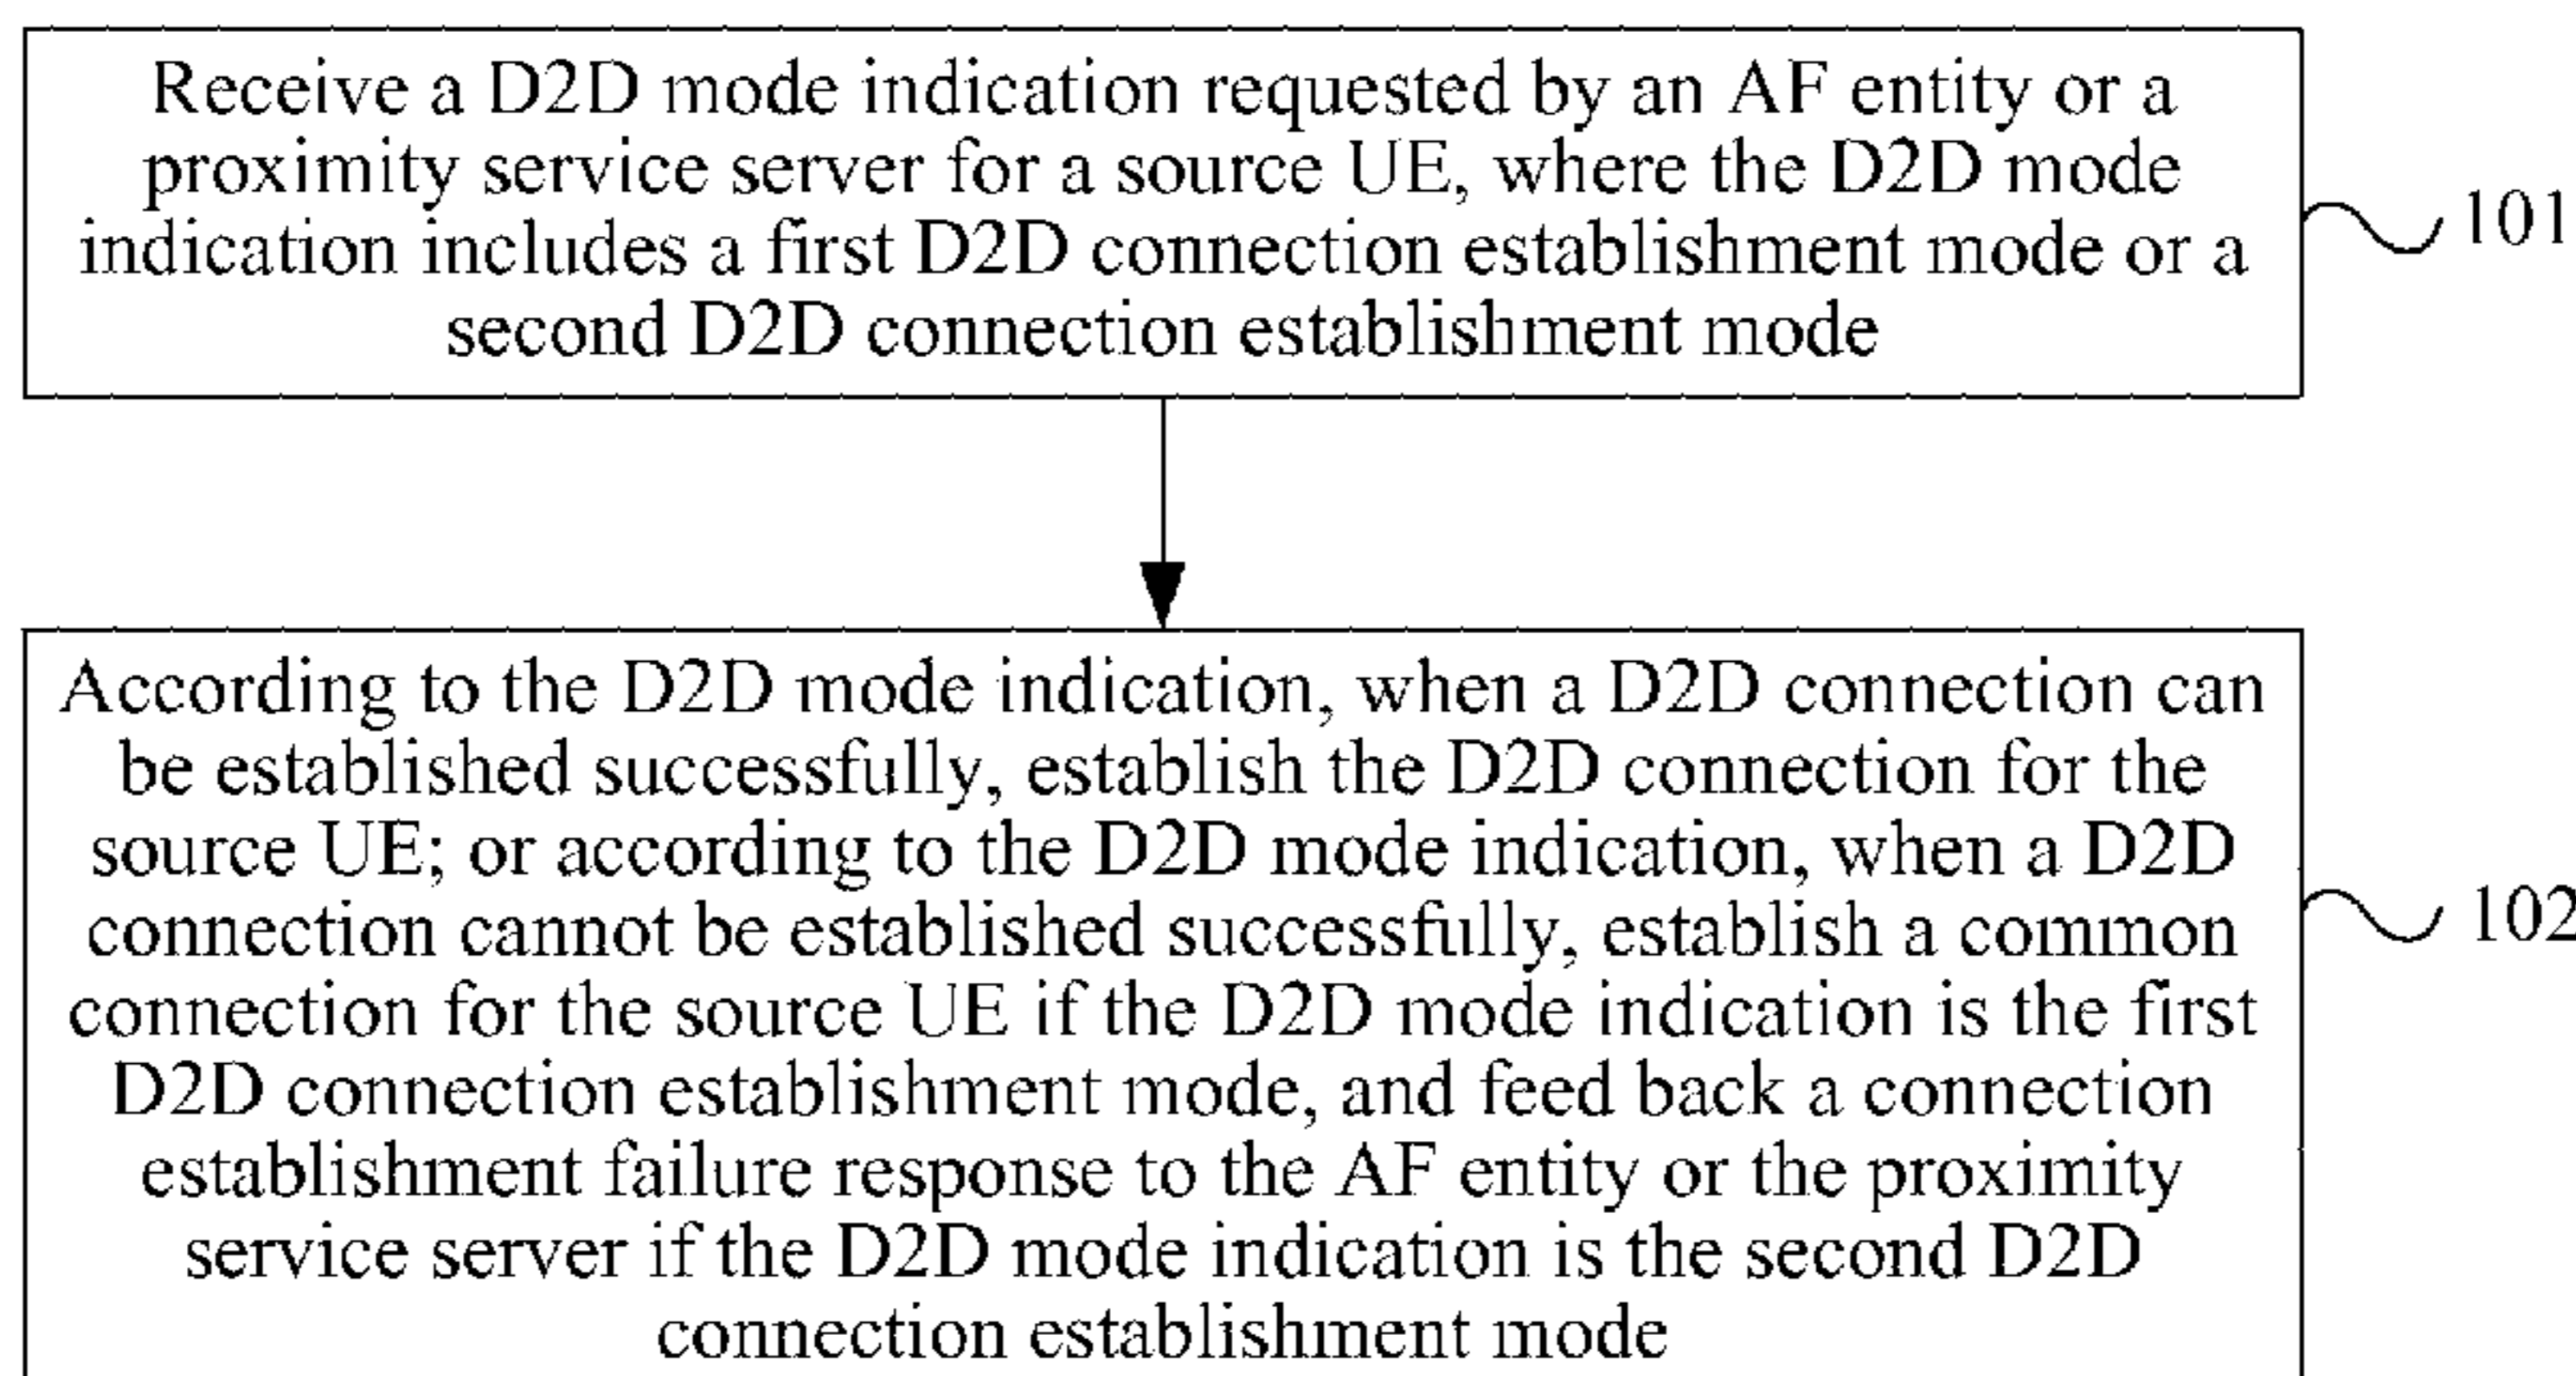 Receive a D2D mode indication requested by an AF entity or a
proximity service server for a source UE, where the D2D mode
indication includes a first D2D connection establishment mode or a
second D2D connection establishment mode
101
According to the D2D mode indication, when a D2D connection can
be established successfully, establish the D2D connection for the
source UE; or according to the D2D mode indication, when a D2D
connection cannot be established successfully, establish a common
connection for the source UE if the D2D mode indication is the first
D2D connection establishment mode, and feed back a connection
establishment failure response to the AF entity or the proximity
service server if the D2D mode indication is the second D2D
connection establishment mode
102